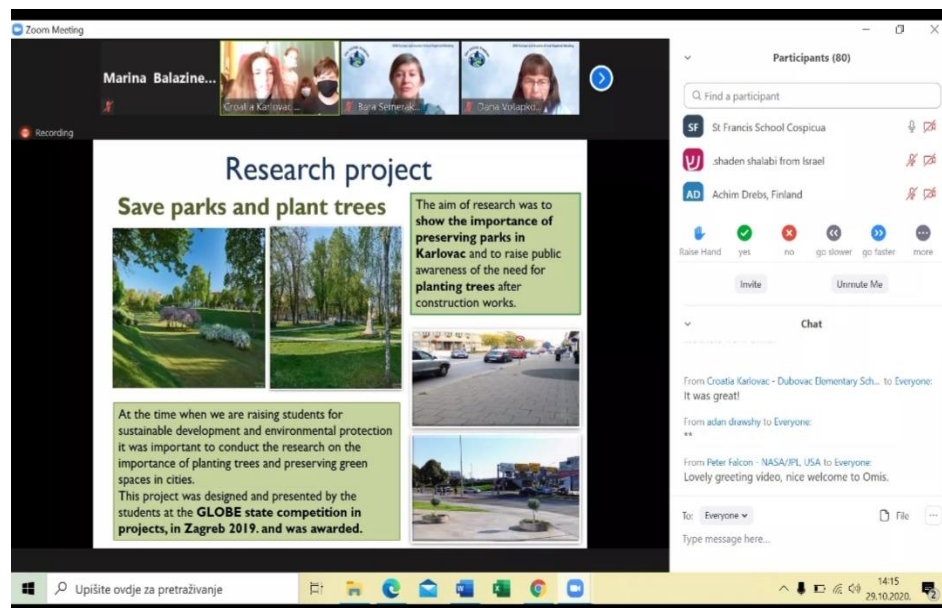 Zoom Meeting
Marina Balazine...
Croatia Karlovac ...
Bara Semerak...
Dana Votapko...
Recording
Research project
Save parks and plant trees
The aim of research was to
show the importance of
preserving parks in
Karlovac and to raise public
awareness of the need for
planting trees after
construction works.
At the time when we are raising students for
sustainable development and environmental protection
it was important to conduct the research on the
importance of planting trees and preserving green
spaces in cities.
This project was designed and presented by the
students at the GLOBE state competition in
projects, in Zagreb 2019. and was awarded.
Participants (80)
Find a participant
SF St Francis School Cospicua
שן .shaden shalabi from Israel
AD Achim Drebs, Finland
Raise Hand yes no go slower go faster more
Invite Unmute Me
Chat
From Croatia Karlovac - Dubovac Elementary Sch... to Everyone:
It was great!
From adan drawshy to Everyone:
**
From Peter Falcon - NASA/JPL, USA to Everyone:
Lovely greeting video, nice welcome to Omis.
To: Everyone File ...
Type message here...
Upišite ovdje za pretraživanje
14:15
29.10.2020.
2